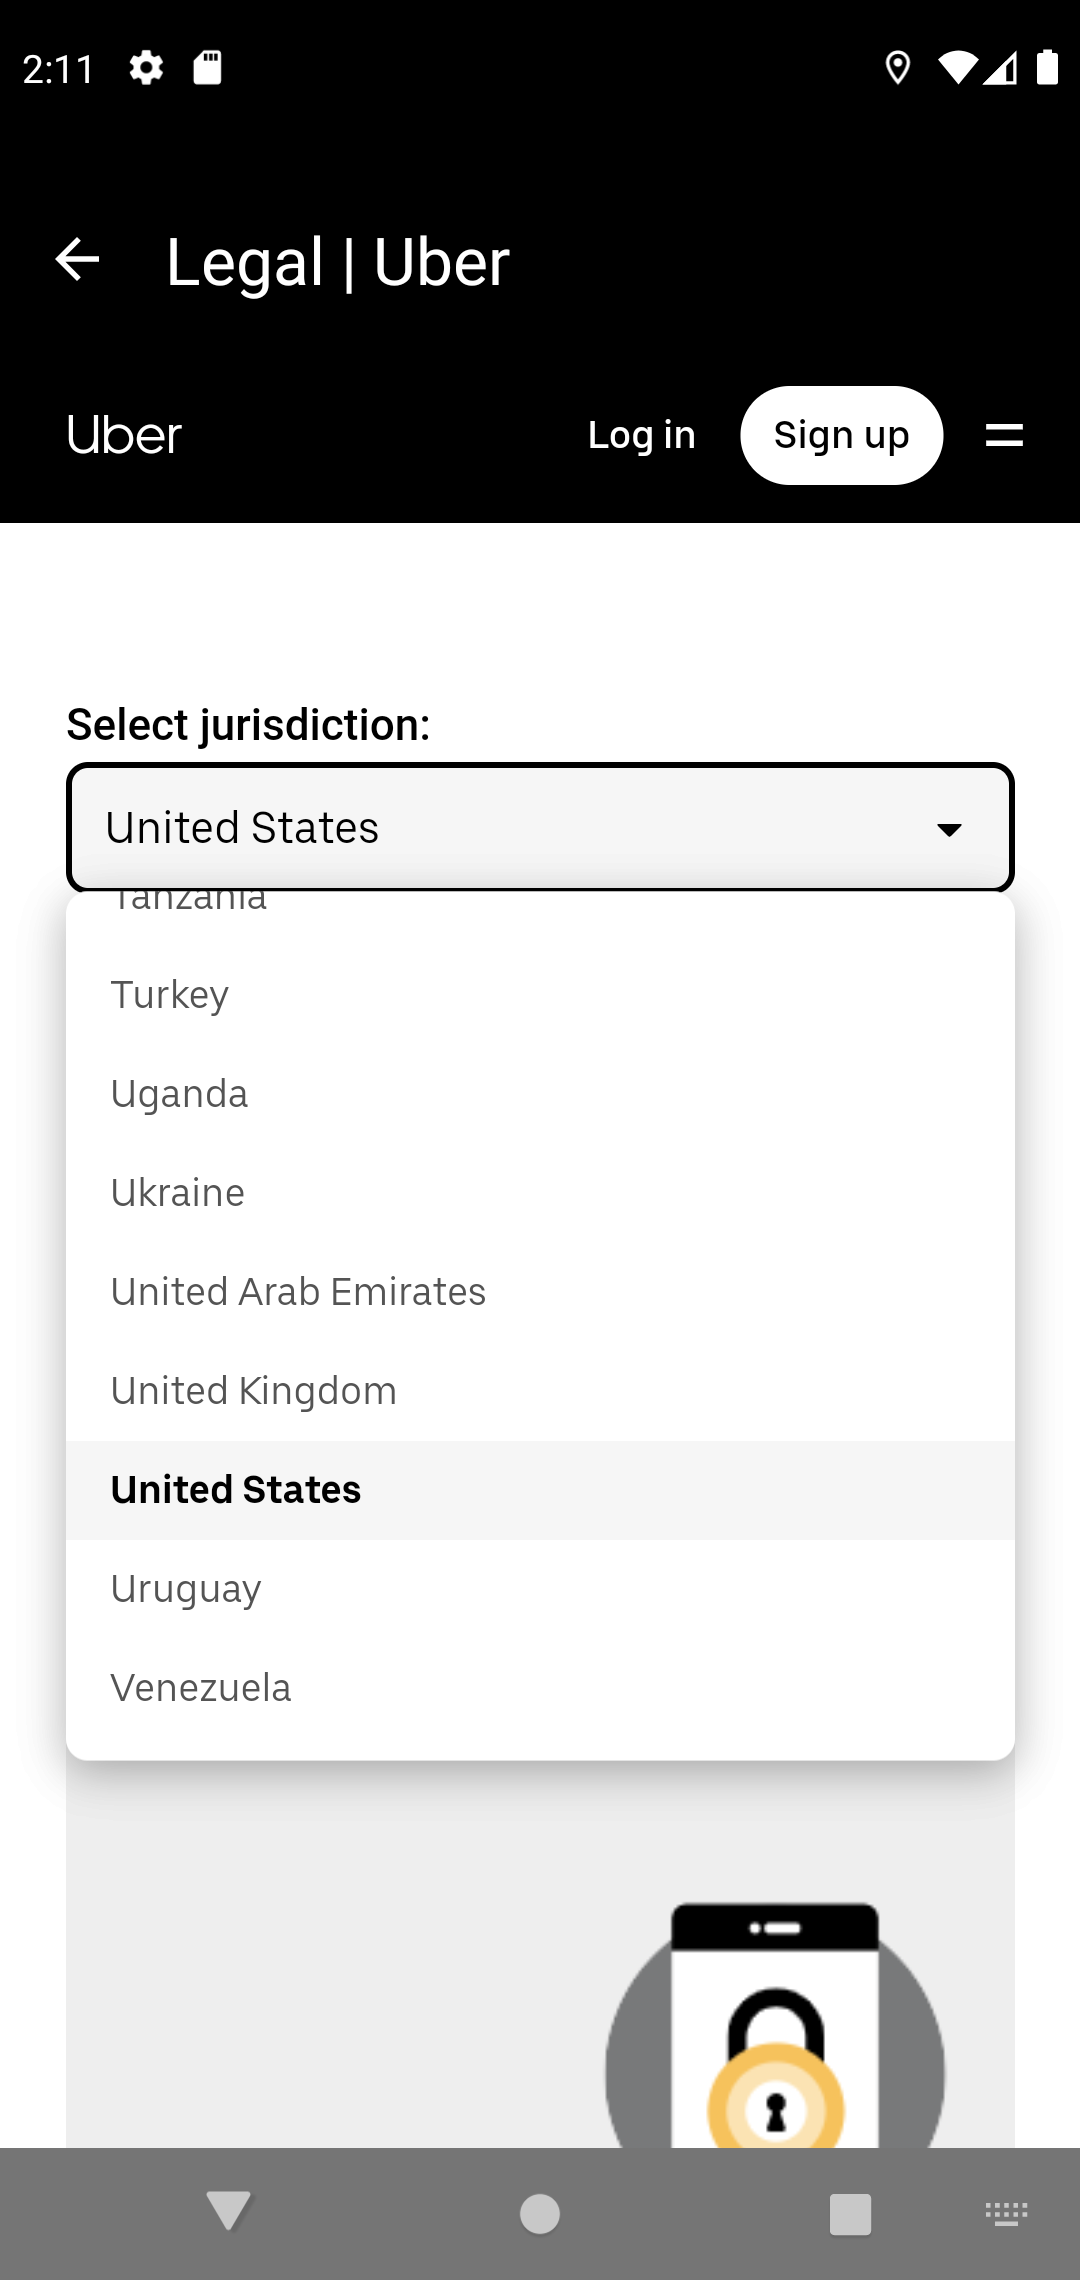 2:11
Legal | Uber
Uber
Log in
Sign up
Select jurisdiction:
United States
Tanzania
Turkey
Uganda
Ukraine
United Arab Emirates
United Kingdom
United States
Uruguay
Venezuela